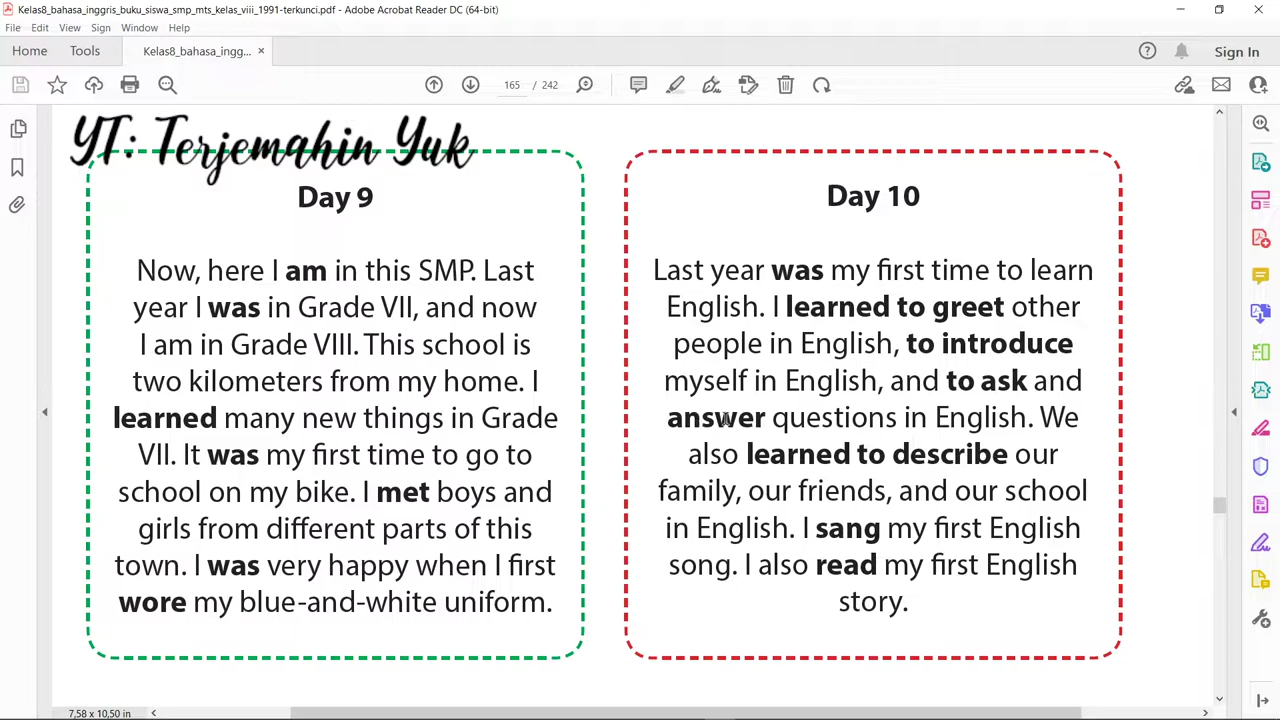 Kelas8_bahasa_inggris_buku_siswa_smp_mts_kelas_viii_1991-terkunci.pdf - Adobe Acrobat Reader DC (64-bit)
File Edit View Sign Window Help
Home Tools Kelas8_bahasa_ingg... × Sign In
165 / 242
YT: Terjemahin Yuk
Day 9
Now, here I am in this SMP. Last
year I was in Grade VII, and now
I am in Grade VIII. This school is
two kilometers from my home. I
learned many new things in Grade
VII. It was my first time to go to
school on my bike. I met boys and
girls from different parts of this
town. I was very happy when I first
wore my blue-and-white uniform.
Day 10
Last year was my first time to learn
English. I learned to greet other
people in English, to introduce
myself in English, and to ask and
answer questions in English. We
also learned to describe our
family, our friends, and our school
in English. I sang my first English
song. I also read my first English
story.
7,58 x 10,50 in